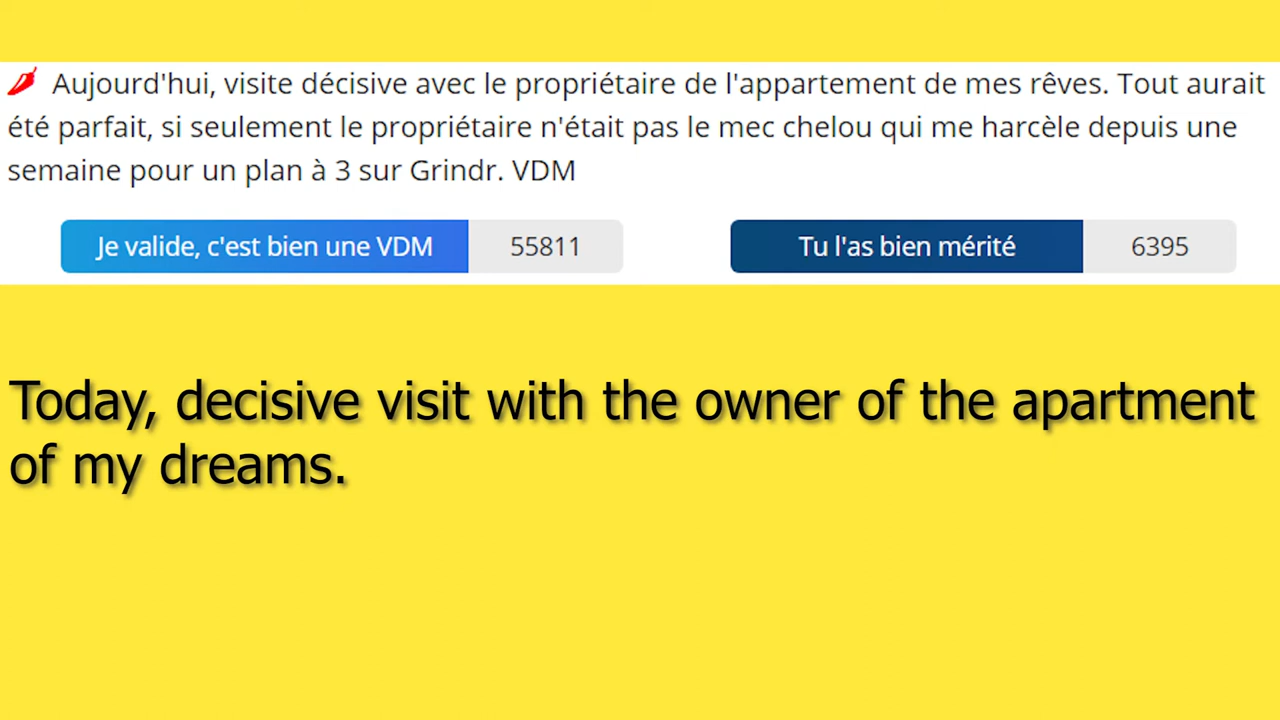 Aujourd'hui, visite décisive avec le propriétaire de l'appartement de mes rêves. Tout aurait
été parfait, si seulement le propriétaire n'était pas le mec chelou qui me harcèle depuis une
semaine pour un plan à 3 sur Grindr. VDM
Je valide, c'est bien une VDM 55811 Tu l'as bien mérité 6395
Today, decisive visit with the owner of the apartment
of my dreams.